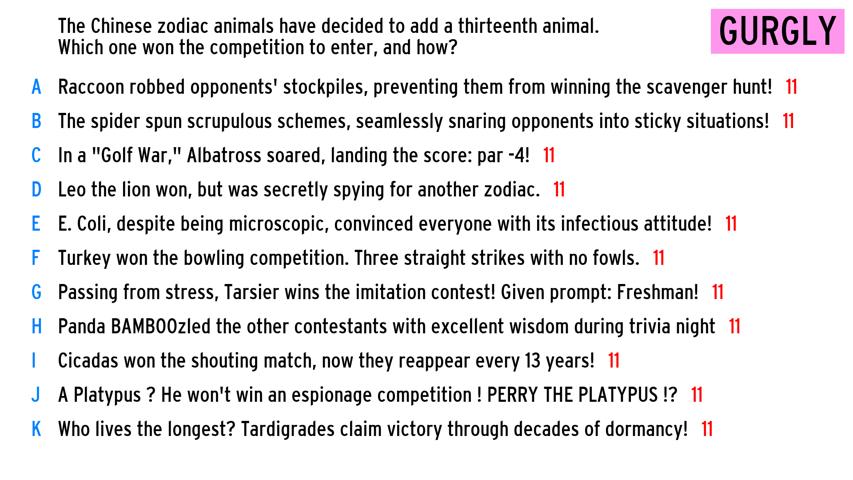 The Chinese zodiac animals have decided to add a thirteenth animal.
Which one won the competition to enter, and how?
GURGLY
A Raccoon robbed opponents' stockpiles, preventing them from winning the scavenger hunt! 11
B The spider spun scrupulous schemes, seamlessly snaring opponents into sticky situations! 11
C In a "Golf War," Albatross soared, landing the score: par -4! 11
D Leo the lion won, but was secretly spying for another zodiac. 11
E E. Coli, despite being microscopic, convinced everyone with its infectious attitude! 11
F Turkey won the bowling competition. Three straight strikes with no fowls. 11
G Passing from stress, Tarsier wins the imitation contest! Given prompt: Freshman! 11
H Panda BAMBOOzled the other contestants with excellent wisdom during trivia night 11
I Cicadas won the shouting match, now they reappear every 13 years! 11
J A Platypus ? He won't win an espionage competition ! PERRY THE PLATYPUS !? 11
K Who lives the longest? Tardigrades claim victory through decades of dormancy! 11